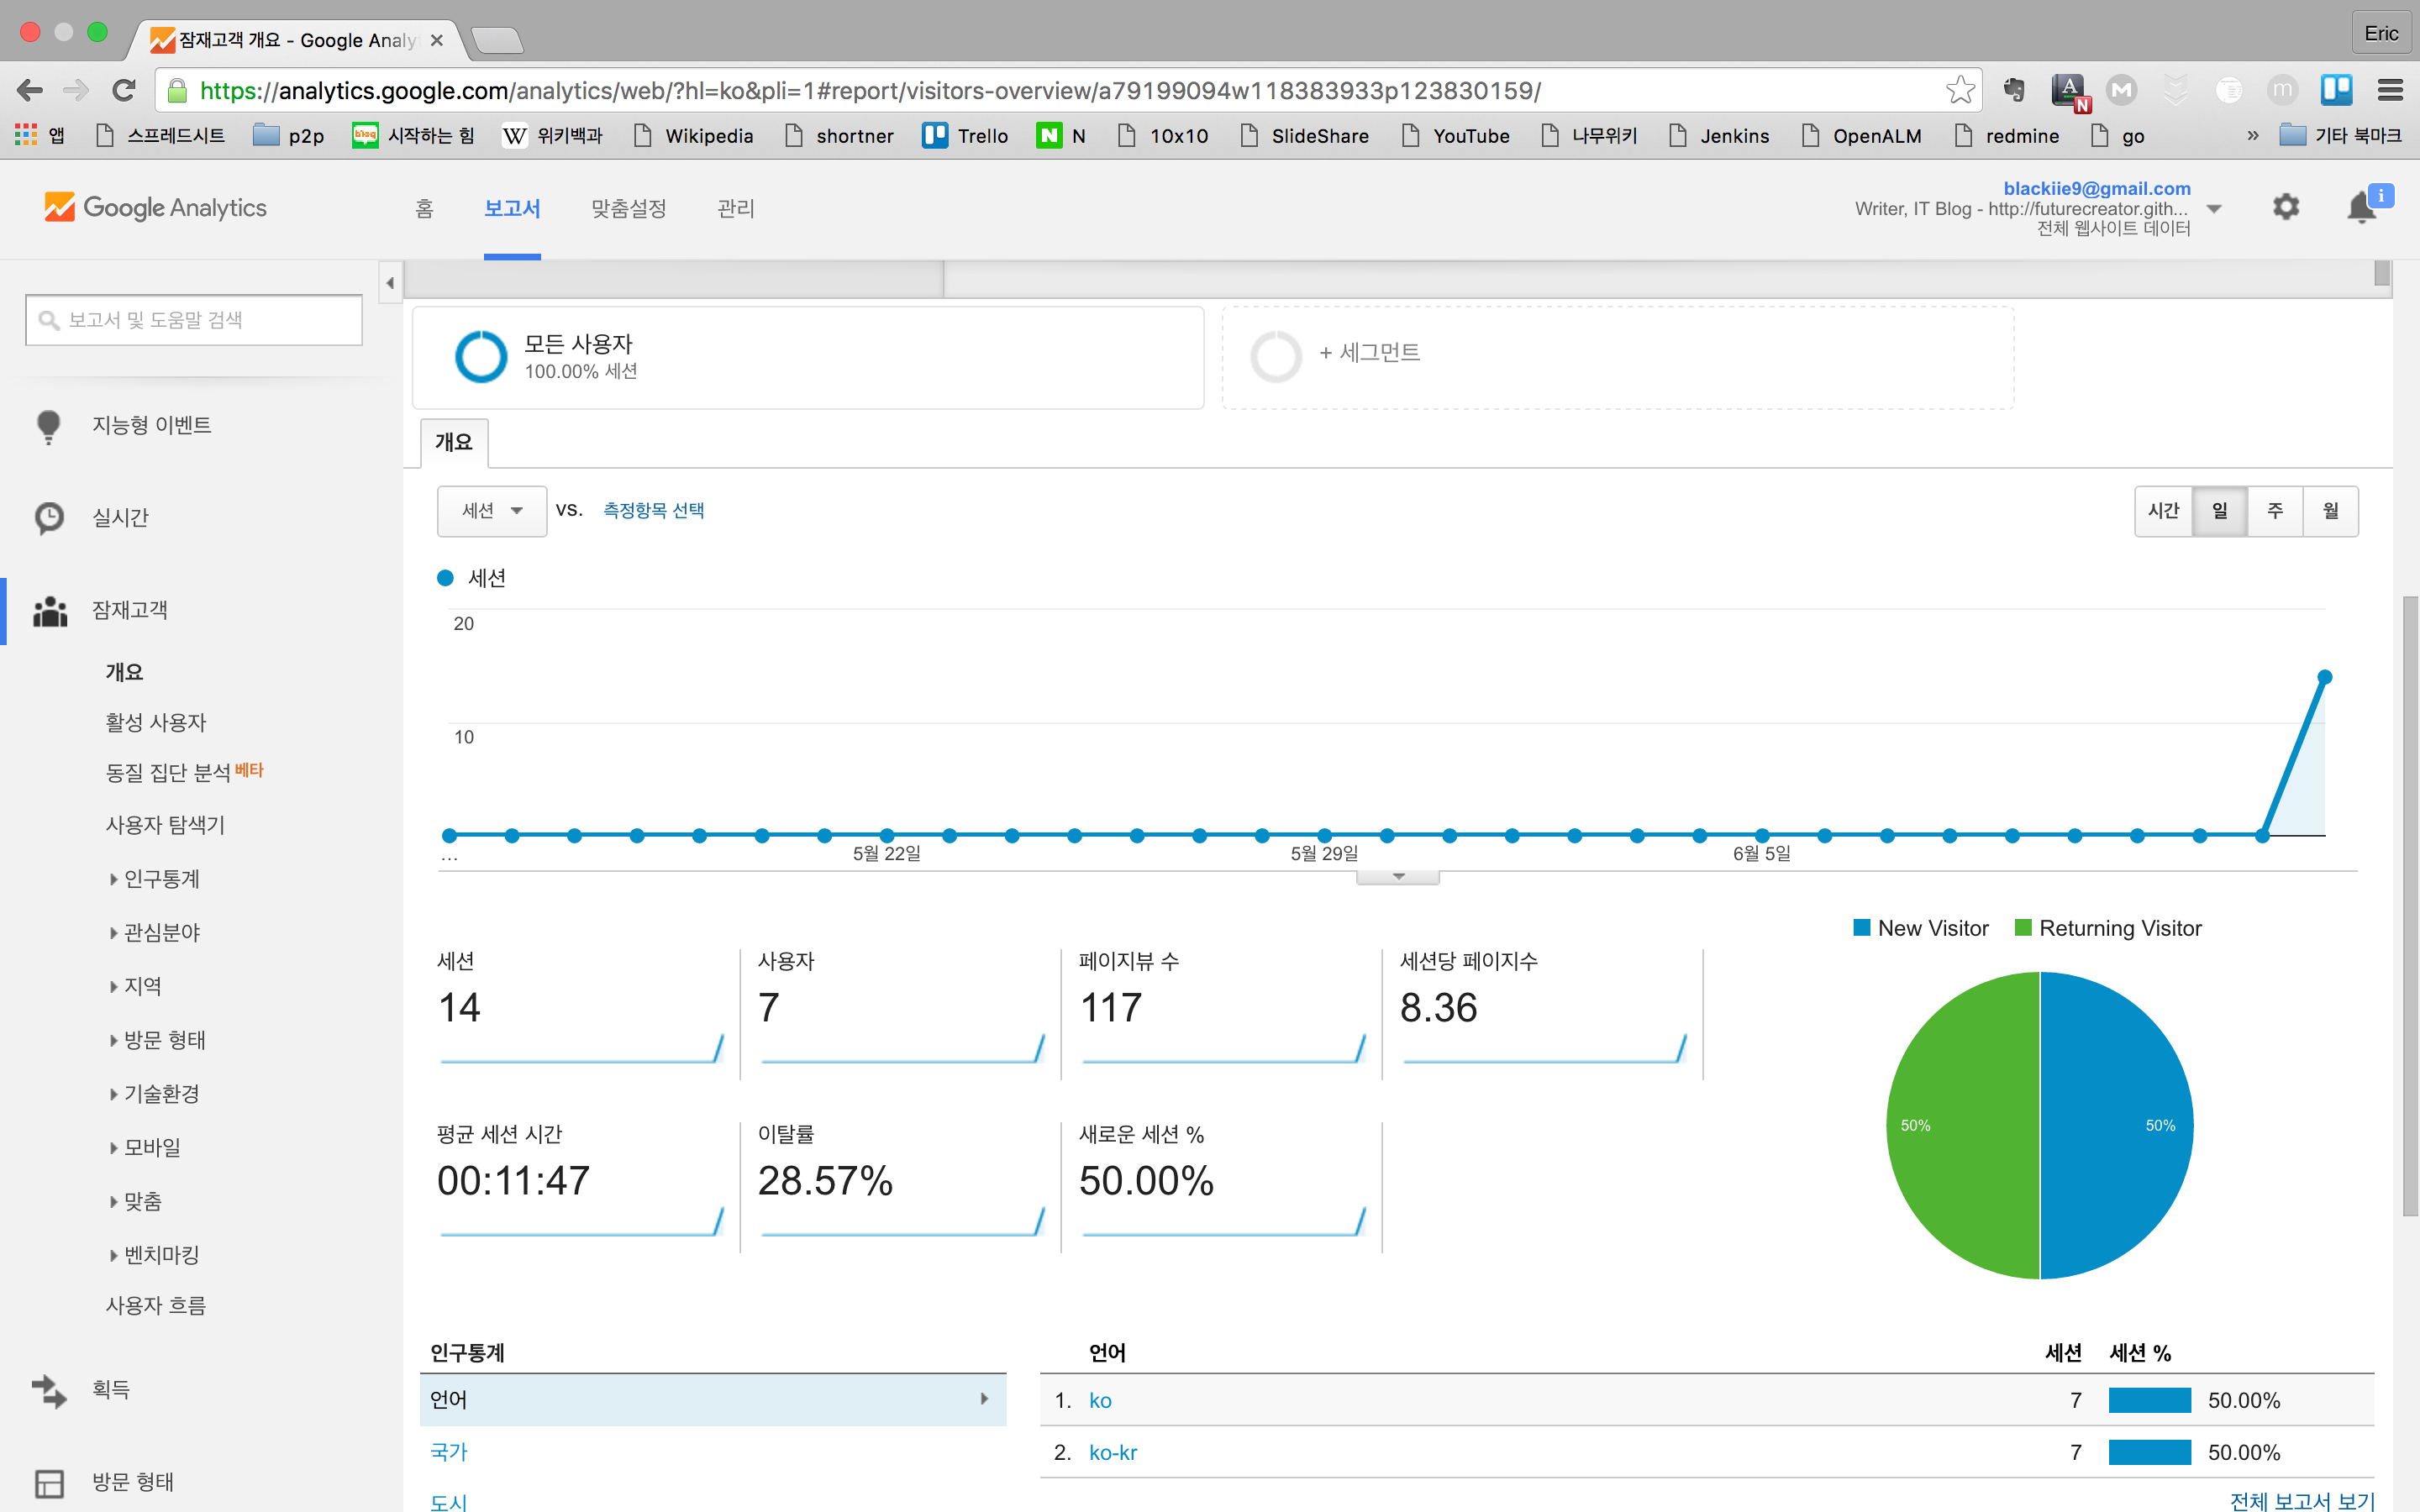 잠재고객 개요 - Google Analy
Eric
https://analytics.google.com/analytics/web/?hl=ko&pli=1#report/visitors-overview/a79199094w118383933p123830159/
앱 스프레드시트 p2p 시작하는 힘 위키백과 Wikipedia shortner Trello N 10x10 SlideShare YouTube 나무위키 Jenkins OpenALM redmine go » 기타 북마크
Google Analytics
홈 보고서 맞춤설정 관리
blackiie9@gmail.com
Writer, IT Blog - http://futurecreator.gith...
전체 웹사이트 데이터
보고서 및 도움말 검색
지능형 이벤트
실시간
잠재고객
개요
활성 사용자
동질 집단 분석 베타
사용자 탐색기
인구통계
관심분야
지역
방문 형태
기술환경
모바일
맞춤
벤치마킹
사용자 흐름
획득
방문 형태
모든 사용자
100.00% 세션
+ 세그먼트
개요
세션 vs. 측정항목 선택
시간 일 주 월
세션
20
10
... 5월 22일 5월 29일 6월 5일
New Visitor Returning Visitor
세션
14
사용자
7
페이지뷰 수
117
세션당 페이지수
8.36
평균 세션 시간
00:11:47
이탈률
28.57%
새로운 세션 %
50.00%
50% 50%
인구통계
언어
국가
도시
언어 세션 세션 %
1. ko 7 50.00%
2. ko-kr 7 50.00%
전체 보고서 보기